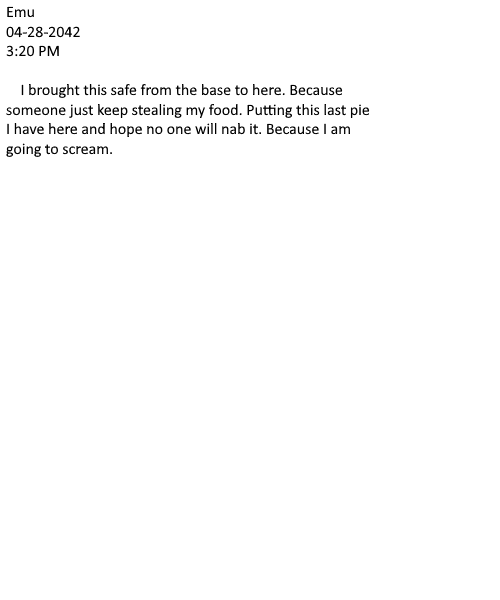 Emu
04-28-2042
3:20 PM
I brought this safe from the base to here. Because
someone just keep stealing my food. Putting this last pie
I have here and hope no one will nab it. Because I am
going to scream.